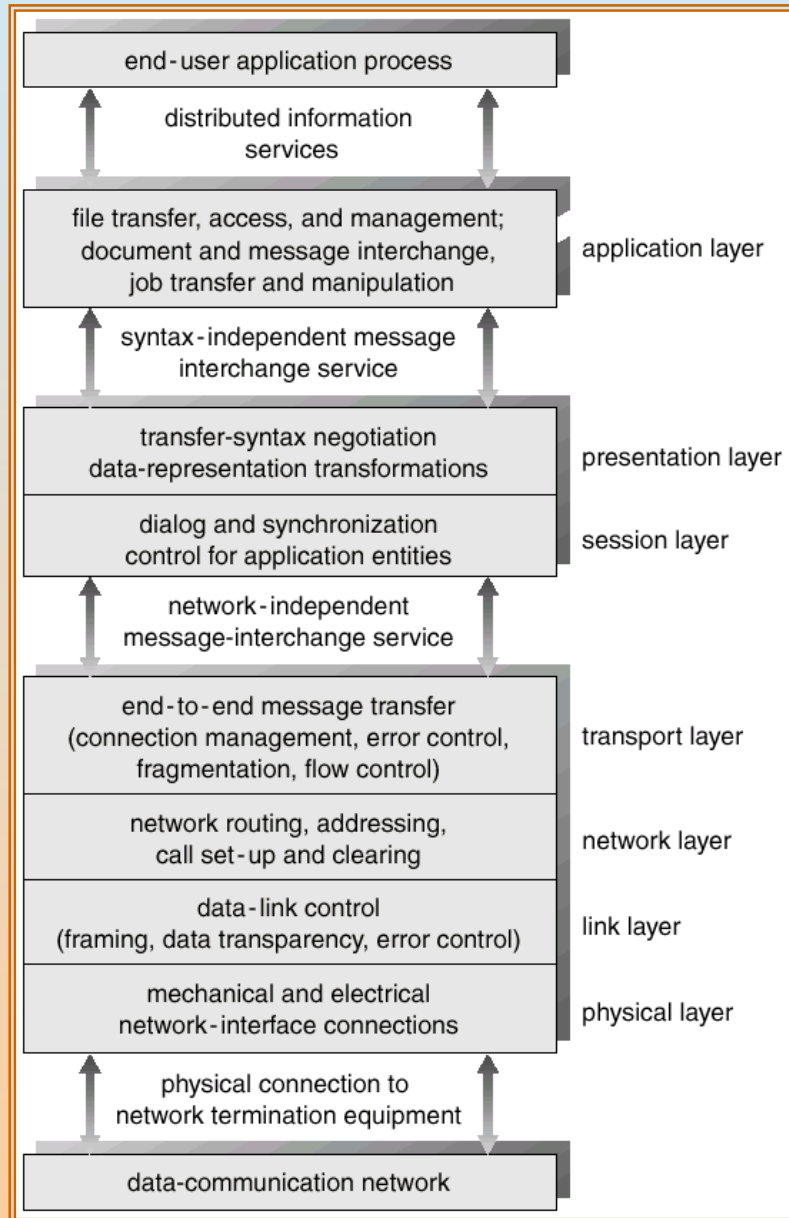 end-user application process
distributed information
services
file transfer, access, and management;
document and message interchange,
job transfer and manipulation
application layer
syntax-independent message
interchange service
transfer-syntax negotiation
data-representation transformations
presentation layer
dialog and synchronization
control for application entities
session layer
network-independent
message-interchange service
end-to-end message transfer
(connection management, error control,
fragmentation, flow control)
transport layer
network routing, addressing,
call set-up and clearing
network layer
data-link control
(framing, data transparency, error control)
link layer
mechanical and electrical
network-interface connections
physical layer
physical connection to
network termination equipment
data-communication network